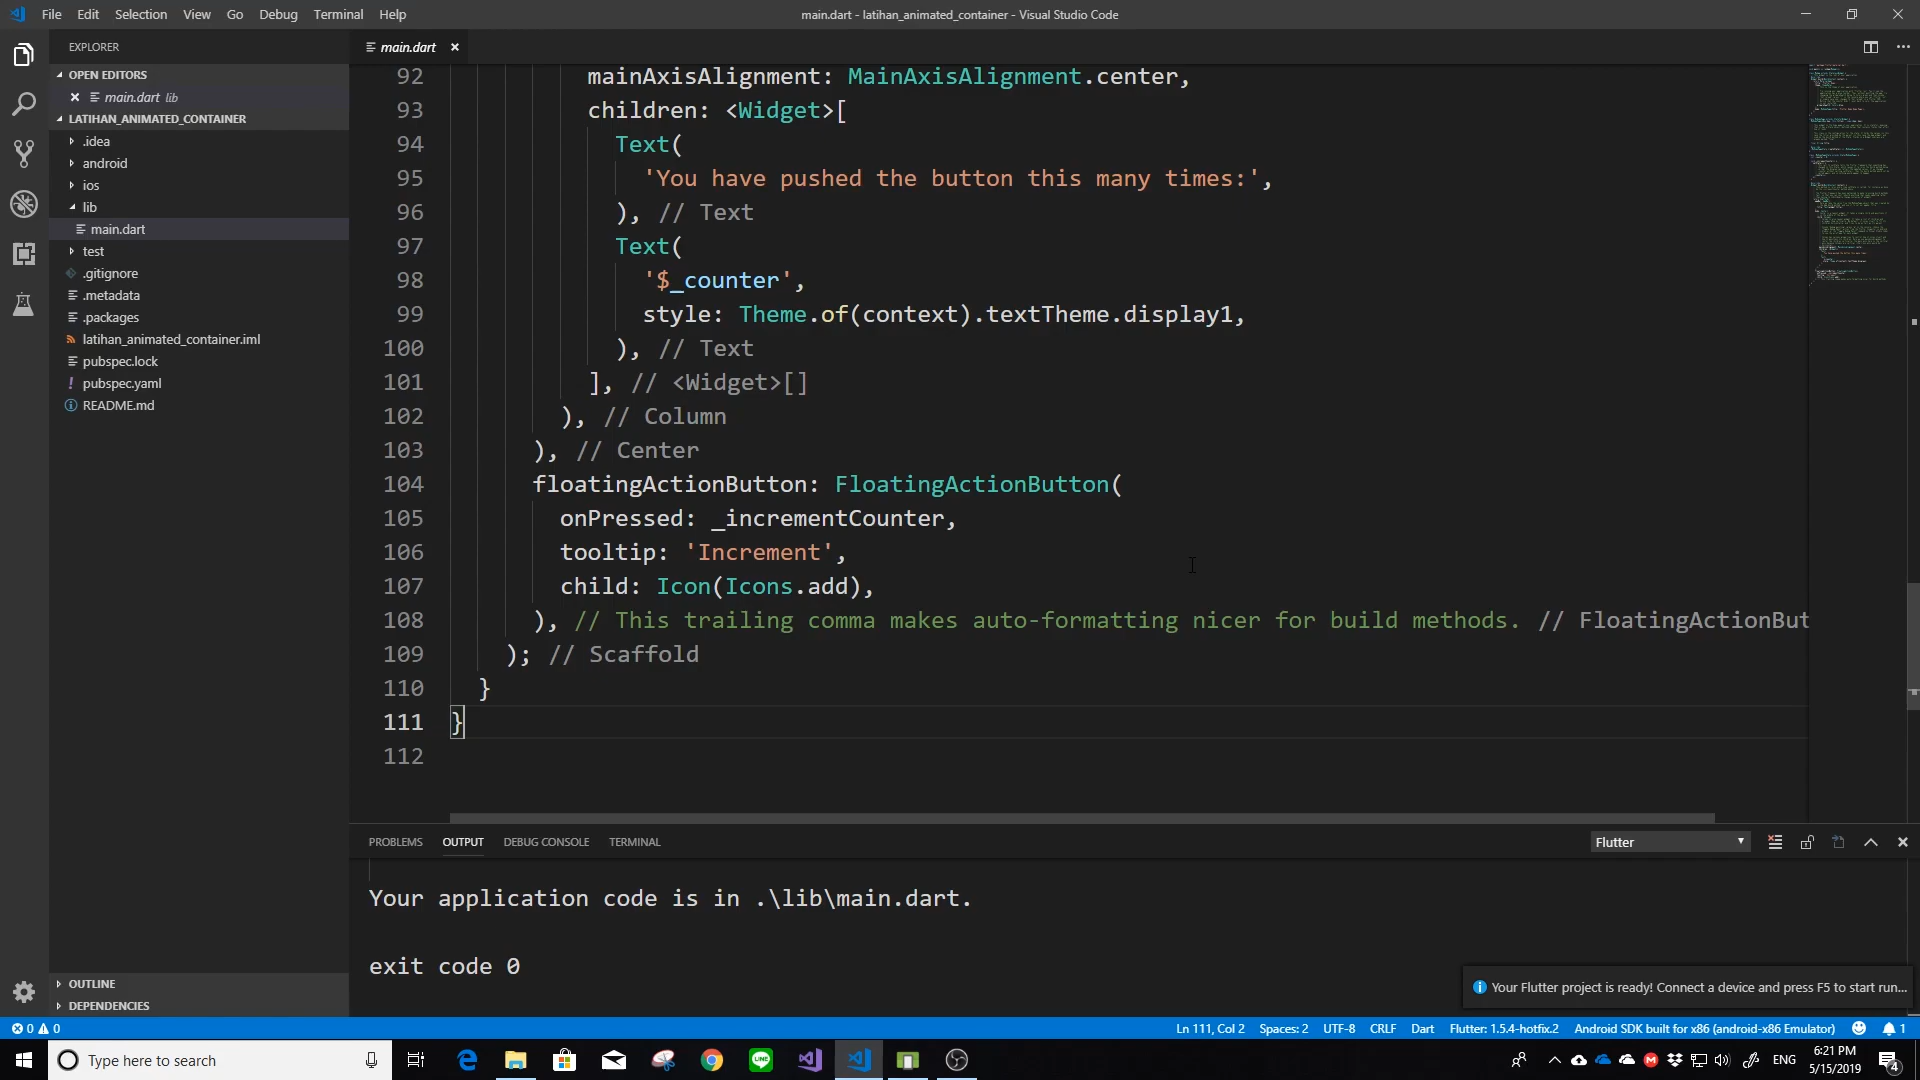 File Edit Selection View Go Debug Terminal Help
main.dart - latihan_animated_container - Visual Studio Code
EXPLORER
OPEN EDITORS
main.dart lib
LATIHAN_ANIMATED_CONTAINER
.idea
android
ios
lib
main.dart
test
.gitignore
.metadata
.packages
latihan_animated_container.iml
pubspec.lock
pubspec.yaml
README.md
OUTLINE
DEPENDENCIES
main.dart
92 mainAxisAlignment: MainAxisAlignment.center,
93 children: <Widget>[
94 Text(
95 'You have pushed the button this many times:',
96 ), // Text
97 Text(
98 '$_counter',
99 style: Theme.of(context).textTheme.display1,
100 ), // Text
101 ], // <Widget>[]
102 ), // Column
103 ), // Center
104 floatingActionButton: FloatingActionButton(
105 onPressed: _incrementCounter,
106 tooltip: 'Increment',
107 child: Icon(Icons.add),
108 ), // This trailing comma makes auto-formatting nicer for build methods. // FloatingActionBut
109 ); // Scaffold
110 }
111 }
112
PROBLEMS OUTPUT DEBUG CONSOLE TERMINAL
Flutter
Your application code is in .\lib\main.dart.
exit code 0
Your Flutter project is ready! Connect a device and press F5 to start run...
0 0
Ln 111, Col 2 Spaces: 2 UTF-8 CRLF Dart Flutter: 1.5.4-hotfix.2 Android SDK built for x86 (android-x86 Emulator) 1
Type here to search
LINE
ENG
6:21 PM
5/15/2019
4